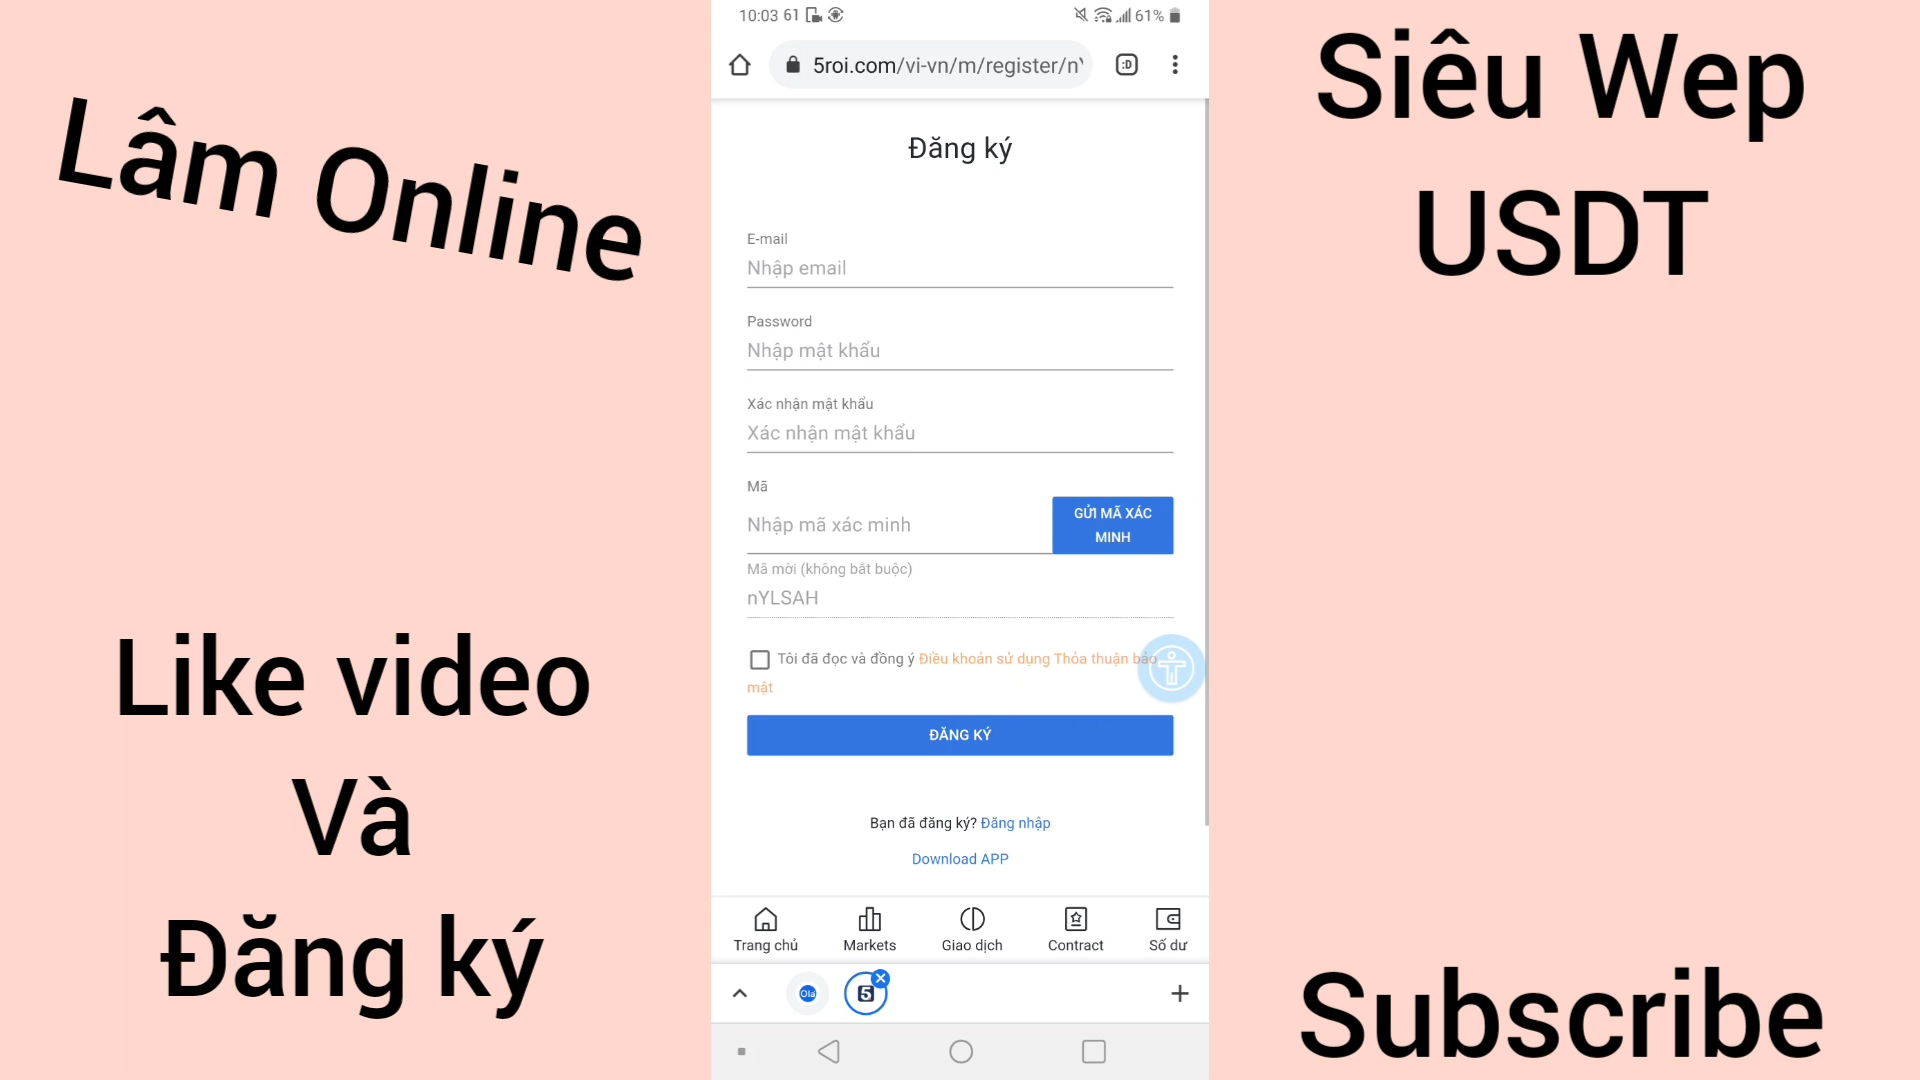 Lâm Online
Like video
Và
Đăng ký
10:03 61
61%
5roi.com/vi-vn/m/register/nY
:D
Đăng ký
E-mail
Nhập email
Password
Nhập mật khẩu
Xác nhận mật khẩu
Xác nhận mật khẩu
Mã
Nhập mã xác minh
GỬI MÃ XÁC
MINH
Mã mời (không bắt buộc)
nYLSAH
Tôi đã đọc và đồng ý Điều khoản sử dụng Thỏa thuận bảo
mật
ĐĂNG KÝ
Bạn đã đăng ký? Đăng nhập
Download APP
Trang chủ
Markets
Giao dịch
Contract
Số dư
Ola
5
Siêu Wep
USDT
Subscribe